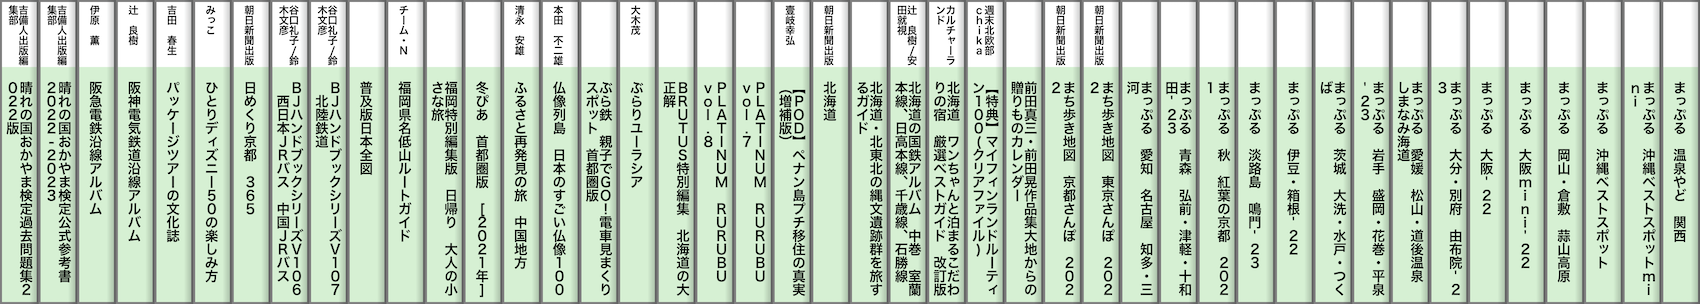 吉備人出版編
集部
晴れの国おかやま検定過去問題集2
022版
吉備人出版編
集部
晴れの国おかやま検定公式参考書
2022-2023
伊原 薫
阪急電鉄沿線アルバム
辻 良樹
阪神電気鉄道沿線アルバム
吉田 春生
パッケージツアーの文化誌
みっこ
ひとりディズニー50の楽しみ方
朝日新聞出版
日めくり京都 365
谷口礼子/鈴
木文彦
BJハンドブックシリーズV106
西日本JRバス 中国JRバス
谷口礼子/鈴
木文彦
BJハンドブックシリーズV107
北陸鉄道
普及版日本全図
チーム・N
福岡県名低山ルートガイド
福岡特別編集版 日帰り 大人の小
さな旅
冬ぴあ 首都圏版 [2021年]
清永 安雄
ふるさと再発見の旅 中国地方
本田 不二雄
仏像列島 日本のすごい仏像100
ぶら鉄 親子でGO!電車見まくり
スポット 首都圏版
大木茂
ぶらりユーラシア
BRUTUS特別編集 北海道の大
正解
PLATINUM RURUBU
vol.8
PLATINUM RURUBU
vol.7
壹岐幸弘
【POD】ペナン島プチ移住の真実
(増補版)
朝日新聞出版
北海道
北海道・北東北の縄文遺跡群を旅す
るガイド
辻 良樹/安
田就視
北海道の国鉄アルバム 中巻 室蘭
本線、日高本線、千歳線、石勝線
カルチャーラ
ンド
北海道 ワンちゃんと泊まるこだわ
りの宿 厳選ベストガイド 改訂版
週末北欧部
chika
【特典】マイフィンランドルーティ
ン100(クリアファイル)
前田真三・前田晃作品集大地からの
贈りものカレンダー
朝日新聞出版
まち歩き地図 京都さんぽ 202
2
朝日新聞出版
まち歩き地図 東京さんぽ 202
2
まっぷる 愛知 名古屋 知多・三
河
まっぷる 青森 弘前・津軽・十和
田'23
まっぷる 秋 紅葉の京都 202
1
まっぷる 淡路島 鳴門'23
まっぷる 伊豆・箱根'22
まっぷる 茨城 大洗・水戸・つく
ば
まっぷる 岩手 盛岡・花巻・平泉
'23
まっぷる 愛媛 松山・道後温泉
しまなみ海道
まっぷる 大分・別府 由布院'2
3
まっぷる 大阪'22
まっぷる 大阪mini'22
まっぷる 岡山・倉敷 蒜山高原
まっぷる 沖縄ベストスポット
まっぷる 沖縄ベストスポットmi
ni
まっぷる 温泉やど 関西